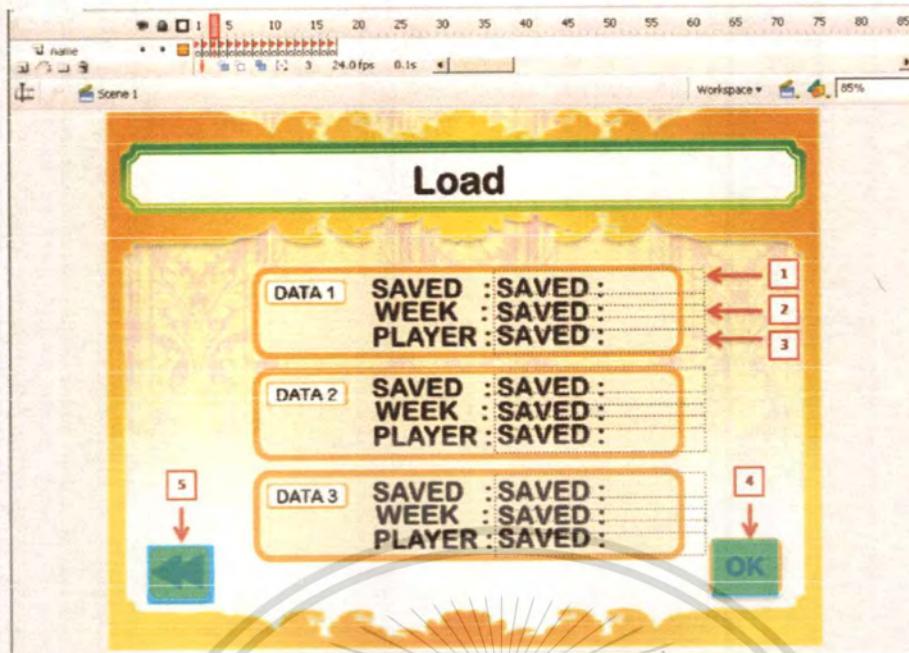 1 5 10 15 20 25 30 35 40 45 50 55 60 65 70 75 80 85
name
3 24.0 fps 0.1s
Scene 1 Workspace 85%
Load
DATA 1 SAVED : SAVED : 1
WEEK : SAVED : 2
PLAYER : SAVED : 3
DATA 2 SAVED : SAVED :
WEEK : SAVED :
PLAYER : SAVED :
DATA 3 SAVED : SAVED :
WEEK : SAVED :
PLAYER : SAVED :
5 4
OK